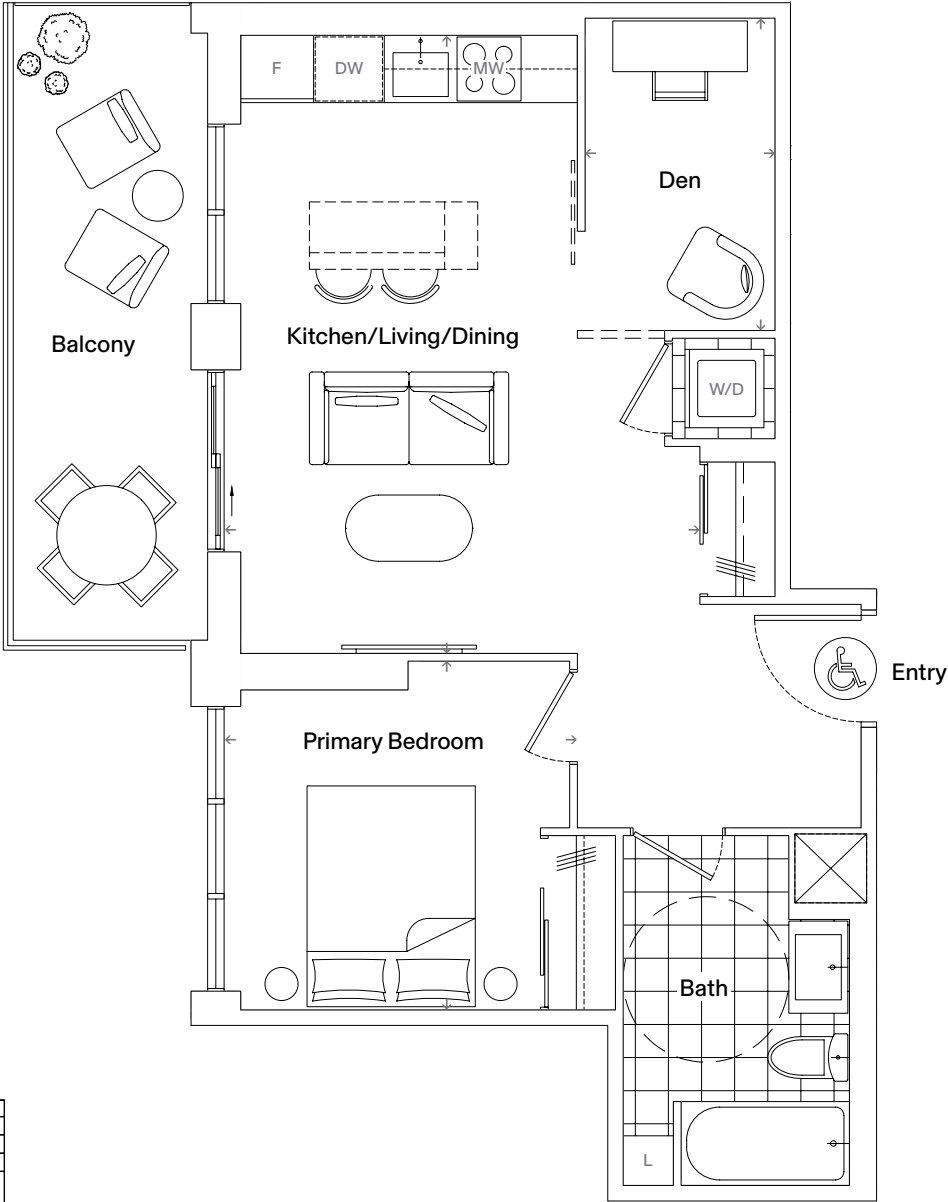 F
DW
MW
Den
Balcony
Kitchen/Living/Dining
W/D
Entry
Primary Bedroom
Bath
L